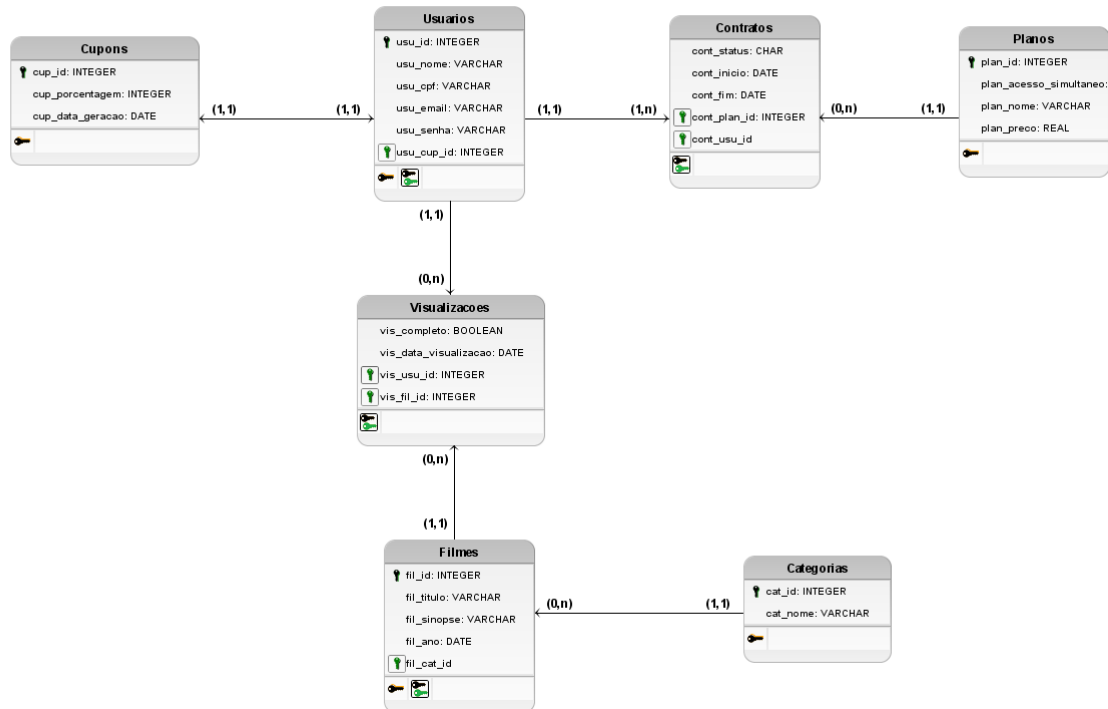 Cupons
cup_id: INTEGER
cup_porcentagem: INTEGER
cup_data_geracao: DATE
(1,1)
(1,1)
Usuarios
usu_id: INTEGER
usu_nome: VARCHAR
usu_cpf: VARCHAR
usu_email: VARCHAR
usu_senha: VARCHAR
usu_cup_id: INTEGER
(1,1)
(1,n)
Contratos
cont_status: CHAR
cont_inicio: DATE
cont_fim: DATE
cont_plan_id: INTEGER
cont_usu_id
(0,n)
(1,1)
Planos
plan_id: INTEGER
plan_acesso_simultaneo:
plan_nome: VARCHAR
plan_preco: REAL
(1,1)
(0,n)
Visualizacoes
vis_completo: BOOLEAN
vis_data_visualizacao: DATE
vis_usu_id: INTEGER
vis_fil_id: INTEGER
(0,n)
(1,1)
Filmes
fil_id: INTEGER
fil_titulo: VARCHAR
fil_sinopse: VARCHAR
fil_ano: DATE
fil_cat_id
(0,n)
(1,1)
Categorias
cat_id: INTEGER
cat_nome: VARCHAR